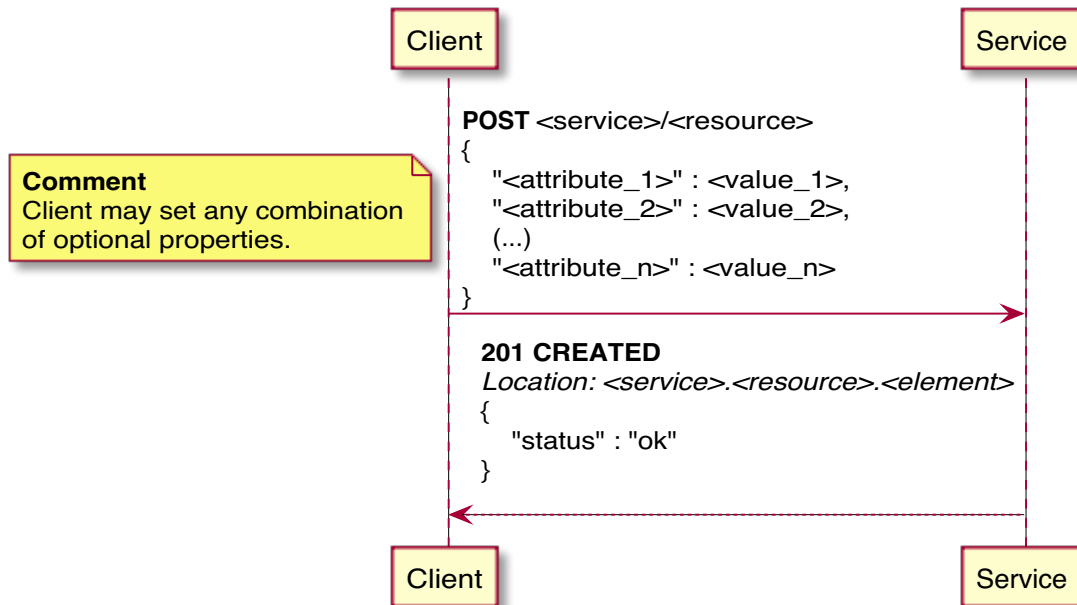 Client
Service
POST <service>/<resource>
{
"<attribute_1>" : <value_1>,
"<attribute_2>" : <value_2>,
(...)
"<attribute_n>" : <value_n>
}
Comment
Client may set any combination
of optional properties.
201 CREATED
Location: <service>.<resource>.<element>
{
"status" : "ok"
}
Client
Service